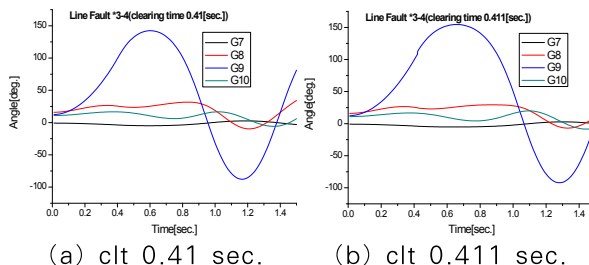 Line Fault *3-4(clearing time 0.41[sec.])
150
100
50
0
50
-100
Angle[deg.]
G7
G8
G9
G10
0.0 0.2 0.4 0.6 0.8 1.0 1.2 1.4
Time[sec.]
(a) clt 0.41 sec.
Line Fault *3-4(clearing time 0.411[sec.])
150
100
50
0
50
-100
Angle[deg.]
G7
G8
G9
G10
0.0 0.2 0.4 0.6 0.8 1.0 1.2 1.4
Time[sec.]
(b) clt 0.411 sec.